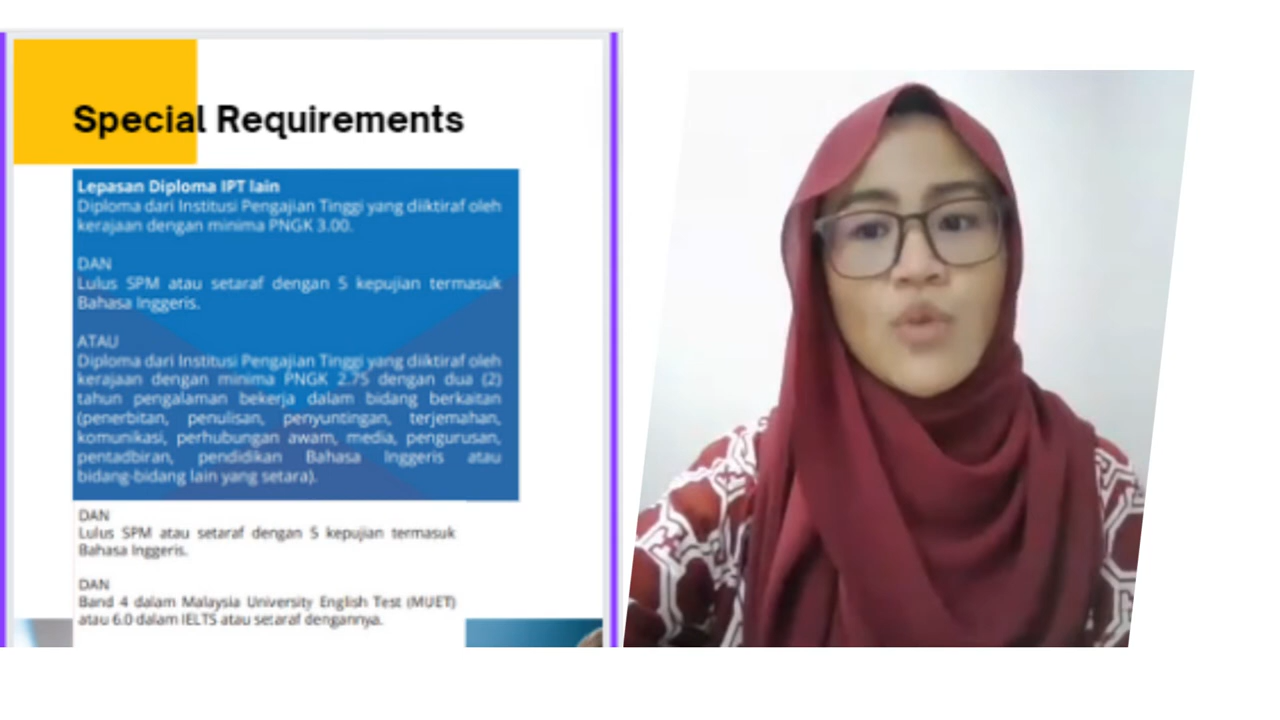 Special Requirements
Lepasan Diploma IPT lain
Diploma dari Institusi Pengajian Tinggi yang diiktiraf oleh
kerajaan dengan minima PNGK 3.00.
DAN
Lulus SPM atau setaraf dengan 5 kepujian termasuk
Bahasa Inggeris.
ATAU
Diploma dari Institusi Pengajian Tinggi yang diiktiraf oleh
kerajaan dengan minima PNGK 2.75 dengan dua (2)
tahun pengalaman bekerja dalam bidang berkaitan
(penerbitan, penulisan, penyuntingan, terjemahan,
komunikasi, perhubungan awam, media, pengurusan,
pentadbiran, pendidikan Bahasa Inggeris atau
bidang-bidang lain yang setara).
DAN
Lulus SPM atau setaraf dengan 5 kepujian termasuk
Bahasa Inggeris.
DAN
Band 4 dalam Malaysia University English Test (MUET)
atau 6.0 dalam IELTS atau setaraf dengannya.